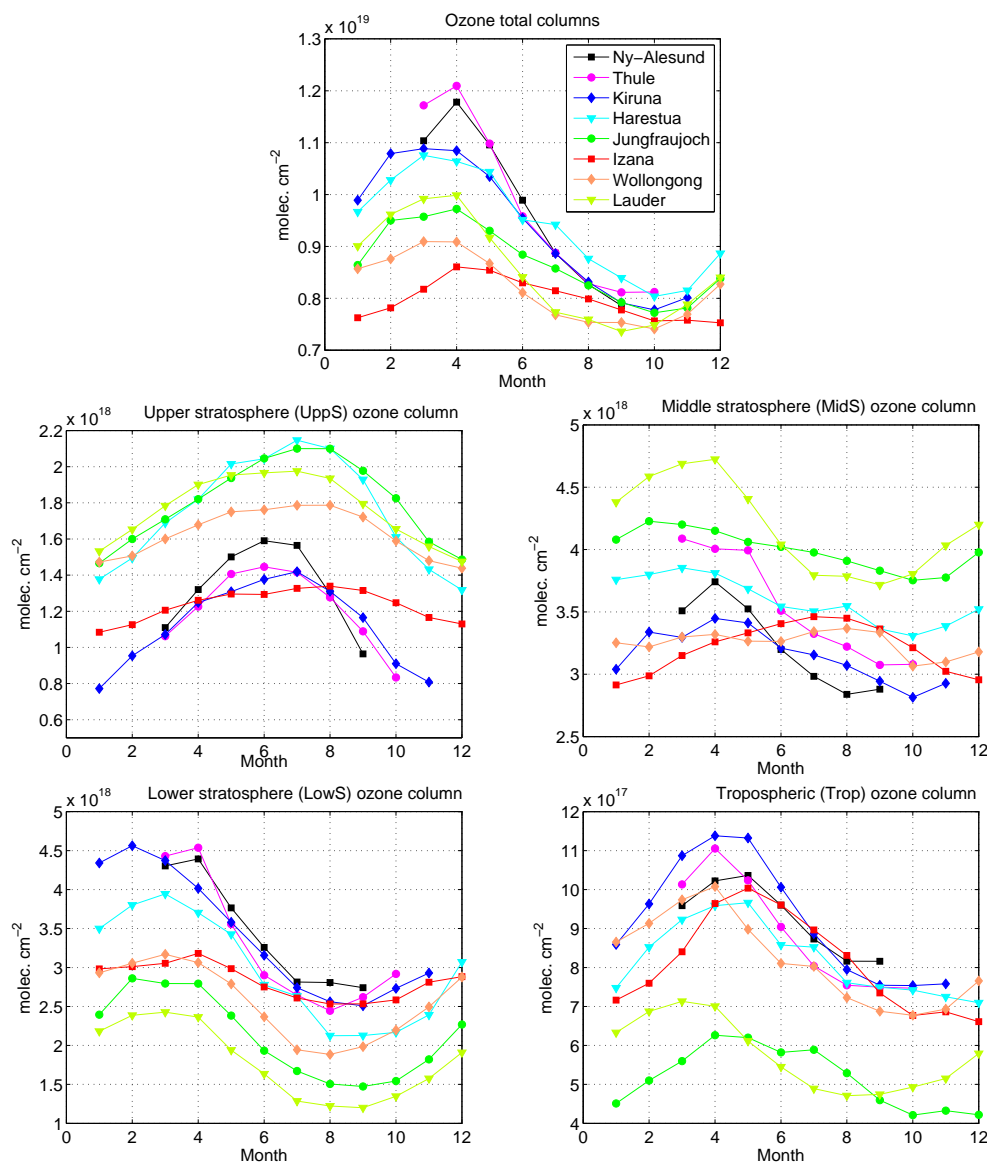 x 10^19
Ozone total columns
1.3
1.2
1.1
1
0.9
0.8
0.7
molec. cm^−2
0 2 4 6 8 10 12
Month
Ny−Alesund
Thule
Kiruna
Harestua
Jungfraujoch
Izana
Wollongong
Lauder
x 10^18
Upper stratosphere (UppS) ozone column
2.2
2
1.8
1.6
1.4
1.2
1
0.8
0.6
molec. cm^−2
0 2 4 6 8 10 12
Month
x 10^18
Middle stratosphere (MidS) ozone column
5
4.5
4
3.5
3
2.5
molec. cm^−2
0 2 4 6 8 10 12
Month
x 10^18
Lower stratosphere (LowS) ozone column
5
4.5
4
3.5
3
2.5
2
1.5
1
molec. cm^−2
0 2 4 6 8 10 12
Month
x 10^17
Tropospheric (Trop) ozone column
12
11
10
9
8
7
6
5
4
molec. cm^−2
0 2 4 6 8 10 12
Month